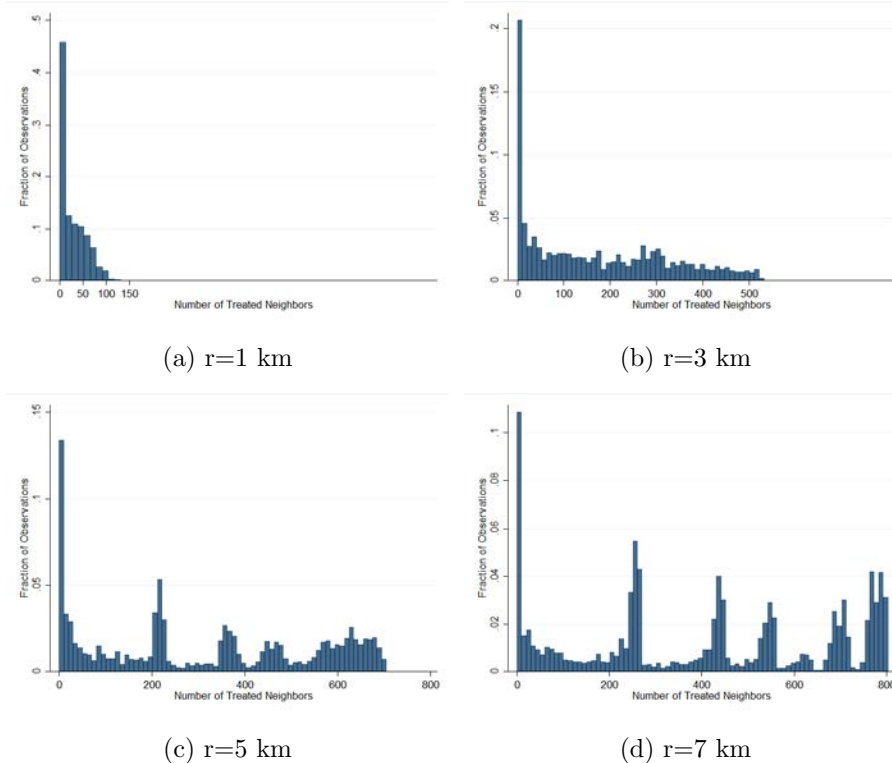 Fraction of Observations
0 .1 .2 .3 .4 .5
0 50 100 150
Number of Treated Neighbors
(a) r=1 km
Fraction of Observations
0 .05 .1 .15 .2
0 100 200 300 400 500
Number of Treated Neighbors
(b) r=3 km
Fraction of Observations
0 .05 .1 .15
0 200 400 600 800
Number of Treated Neighbors
(c) r=5 km
Fraction of Observations
0 .02 .04 .06 .08 .1
0 200 400 600 800
Number of Treated Neighbors
(d) r=7 km